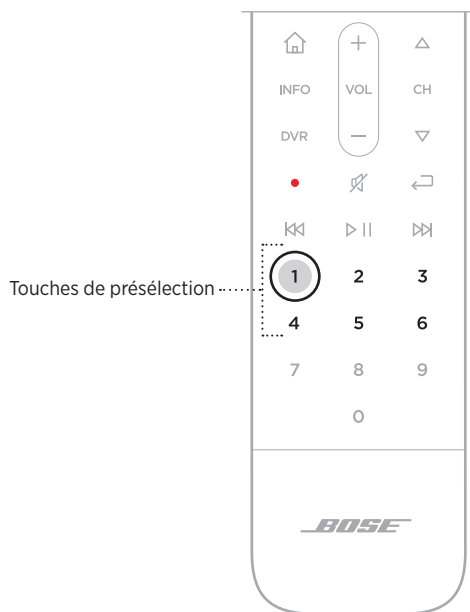 INFO VOL CH
DVR
1 2 3
Touches de présélection
4 5 6
7 8 9
0
BOSE